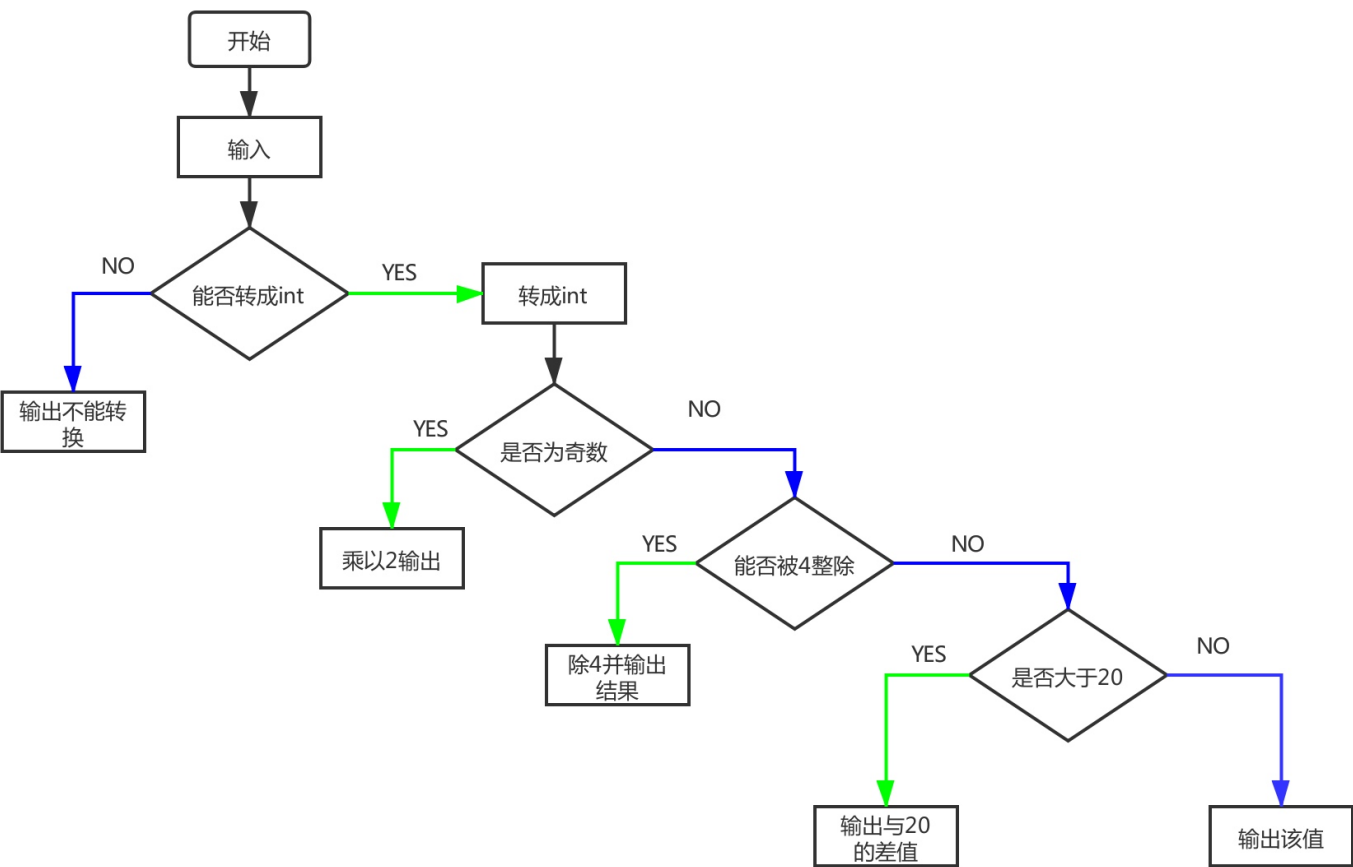 开始
输入
NO
能否转成int
YES
转成int
输出不能转
换
YES
是否为奇数
NO
乘以2输出
YES
能否被4整除
NO
除4并输出
结果
YES
是否大于20
NO
输出与20
的差值
输出该值